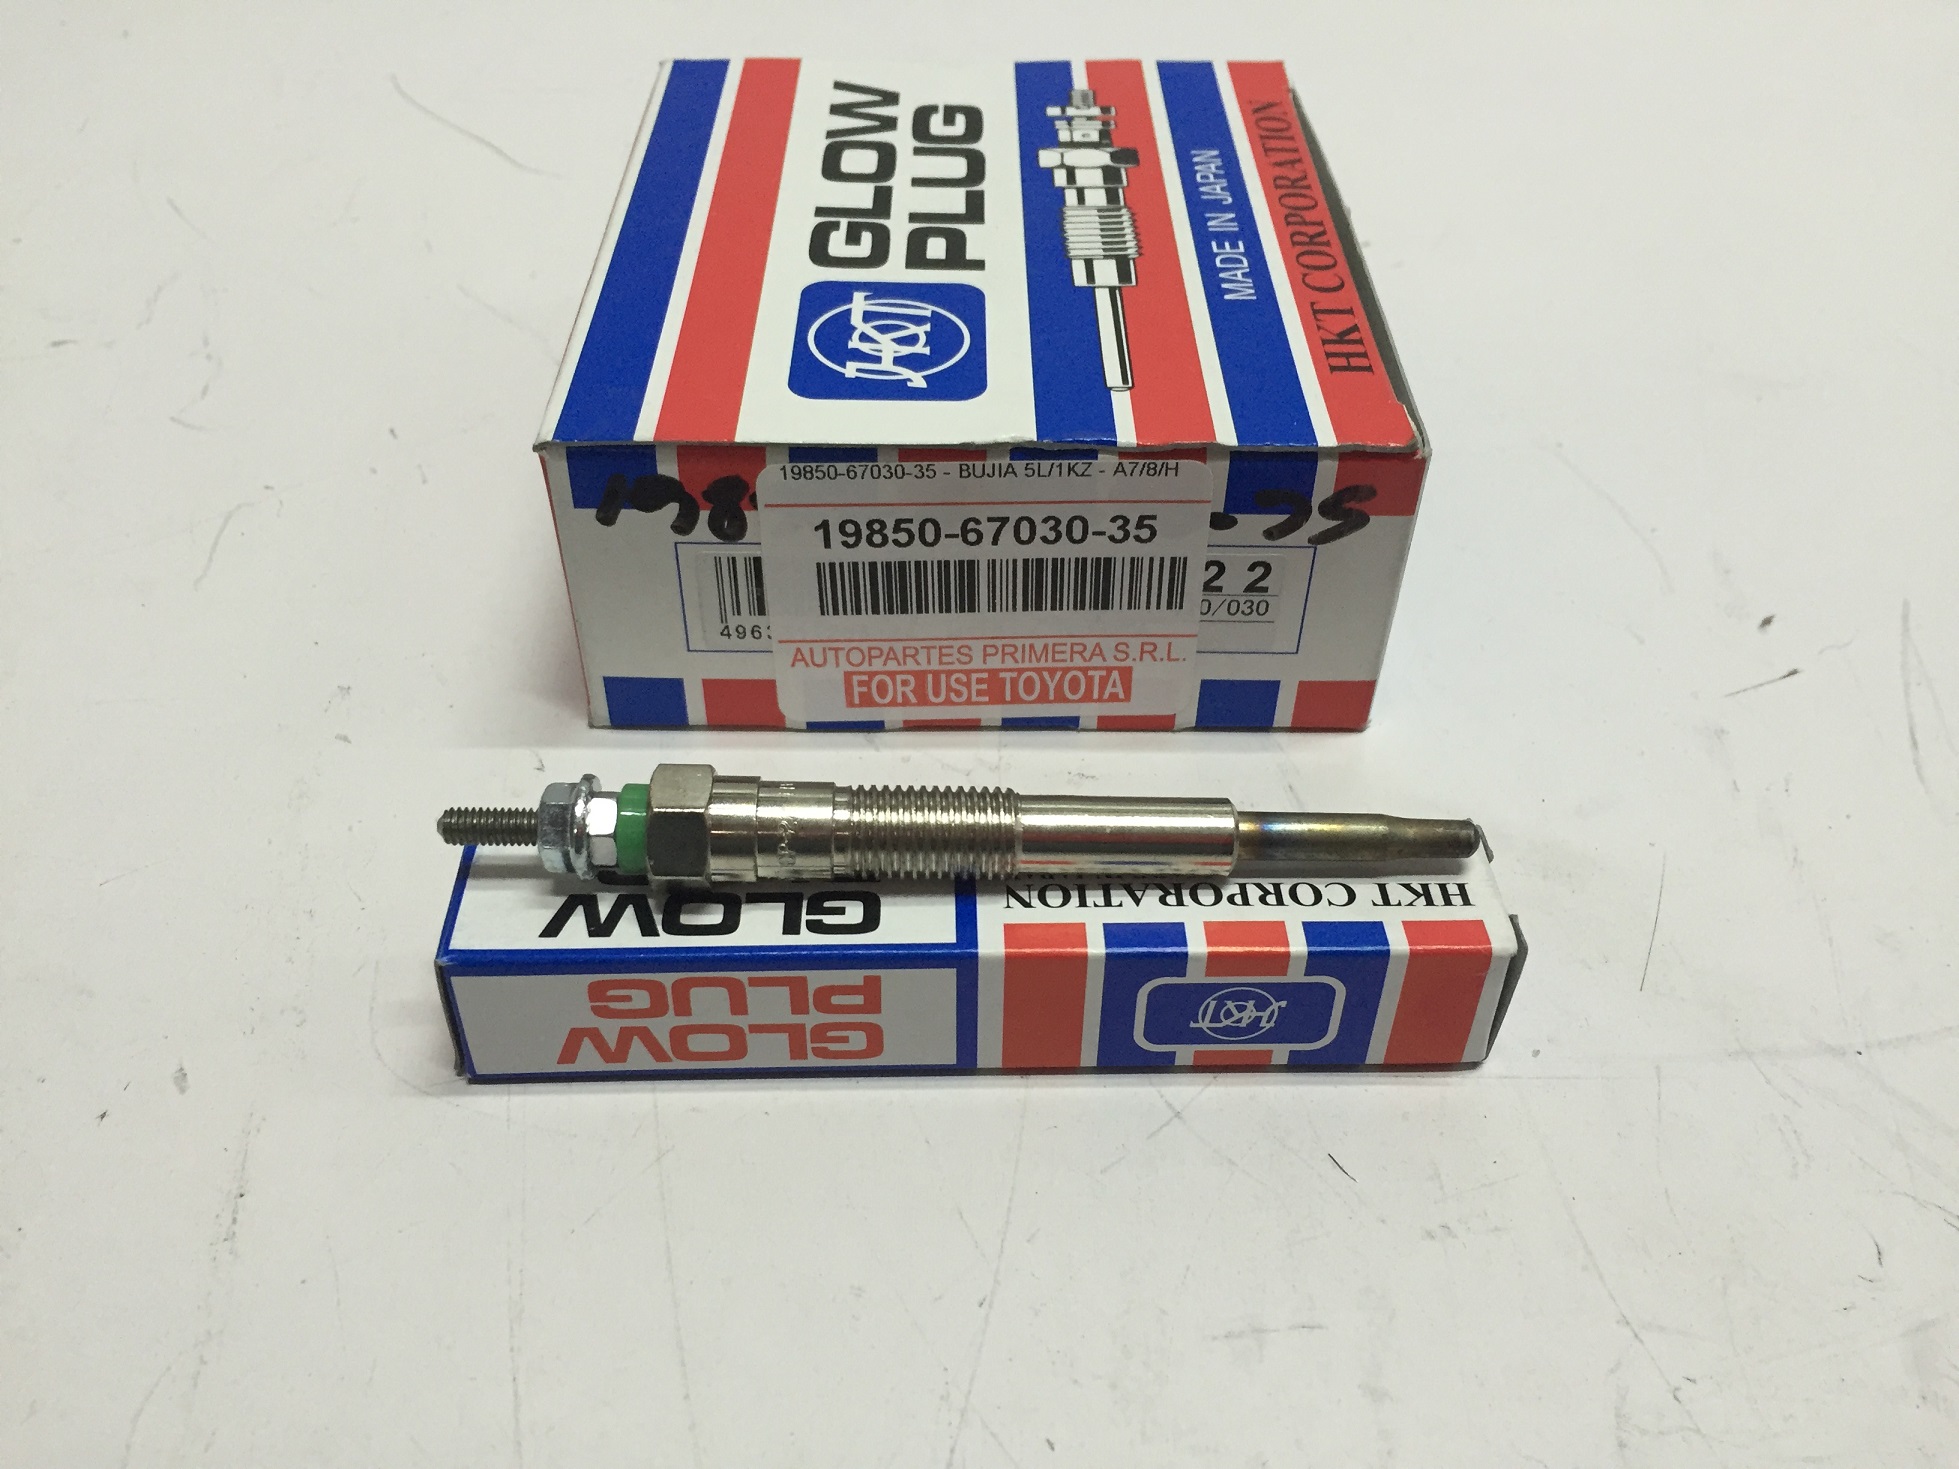 GLOW
PLUG
HKT
MADE IN JAPAN
HKT CORPORATION
19850-67030-35 - BUJIA 5L/1KZ - A7/8/H
19850-67030-35
AUTOPARTES PRIMERA S.R.L.
FOR USE TOYOTA
2 2
0/030
496
GLOW
HKT CORPORATION
GLOW
PLUG
HKT